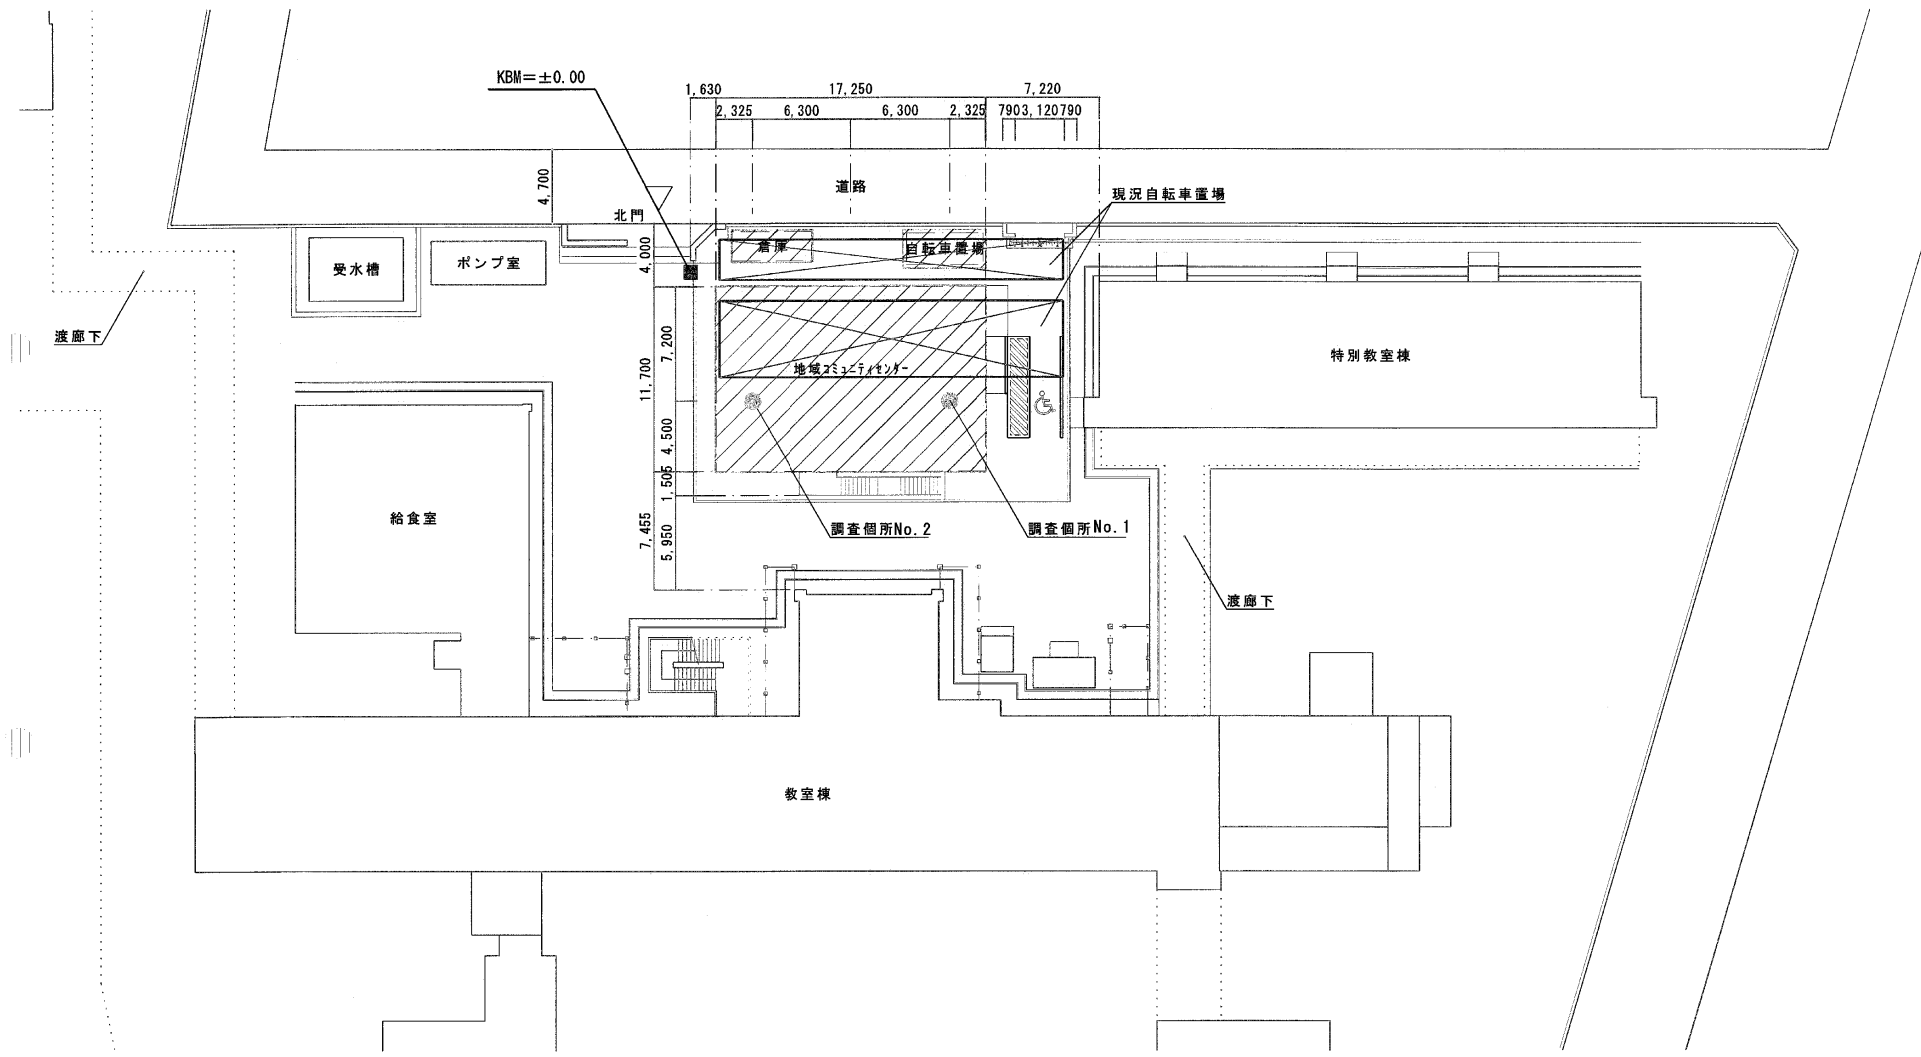 KBM=±0.00
1,630
17,250
7,220
2,325
6,300
6,300
2,325
790
3,120
790
4,700
道路
現況自転車置場
北門
倉庫
自転車置場
4,000
受水槽
ポンプ室
渡廊下
7,200
11,700
特別教室棟
地域コミュニティセンター
4,500
1,505
給食室
7,455
5,950
調査個所No.2
調査個所No.1
渡廊下
教室棟